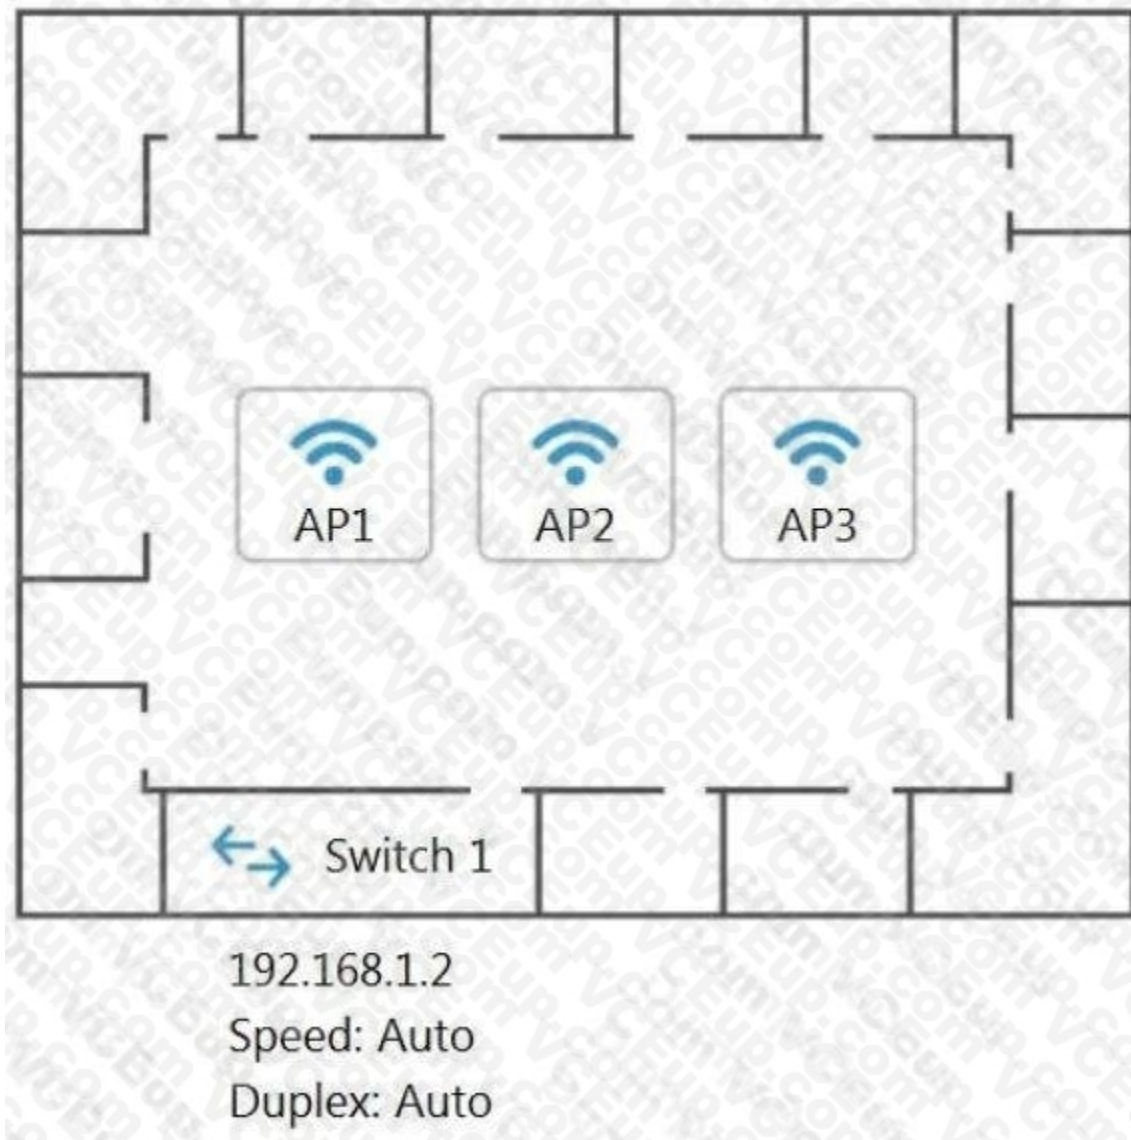 AP1
AP2
AP3
Switch 1
192.168.1.2
Speed: Auto
Duplex: Auto